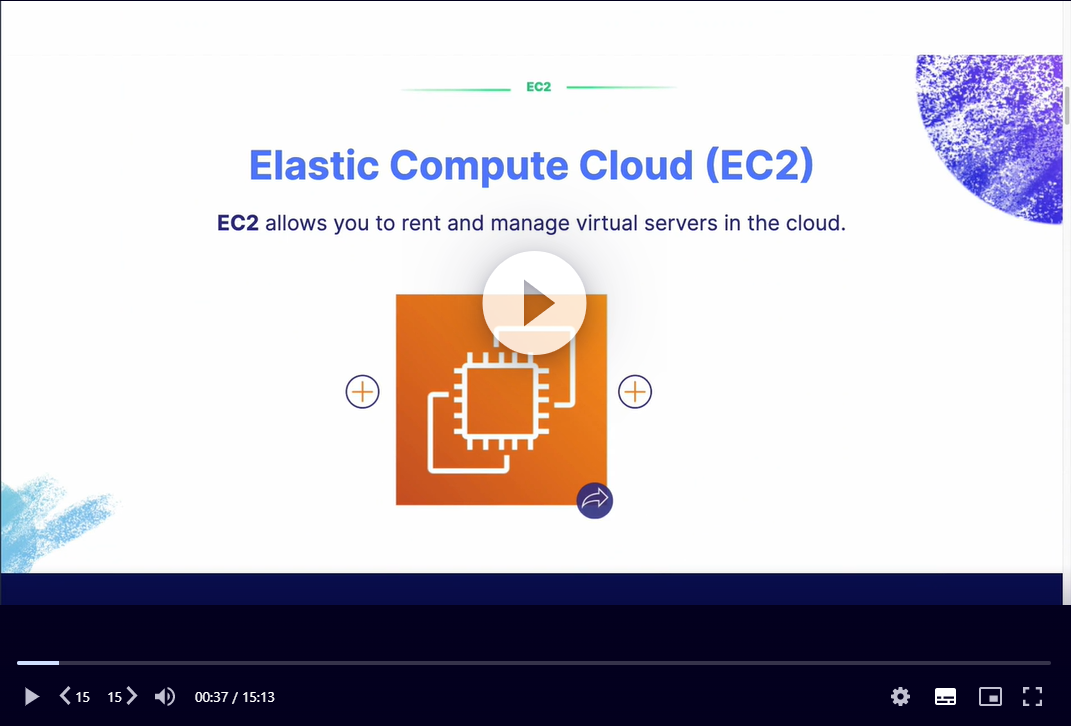 EC2
Elastic Compute Cloud (EC2)
EC2 allows you to rent and manage virtual servers in the cloud.
15 15 00:37 / 15:13